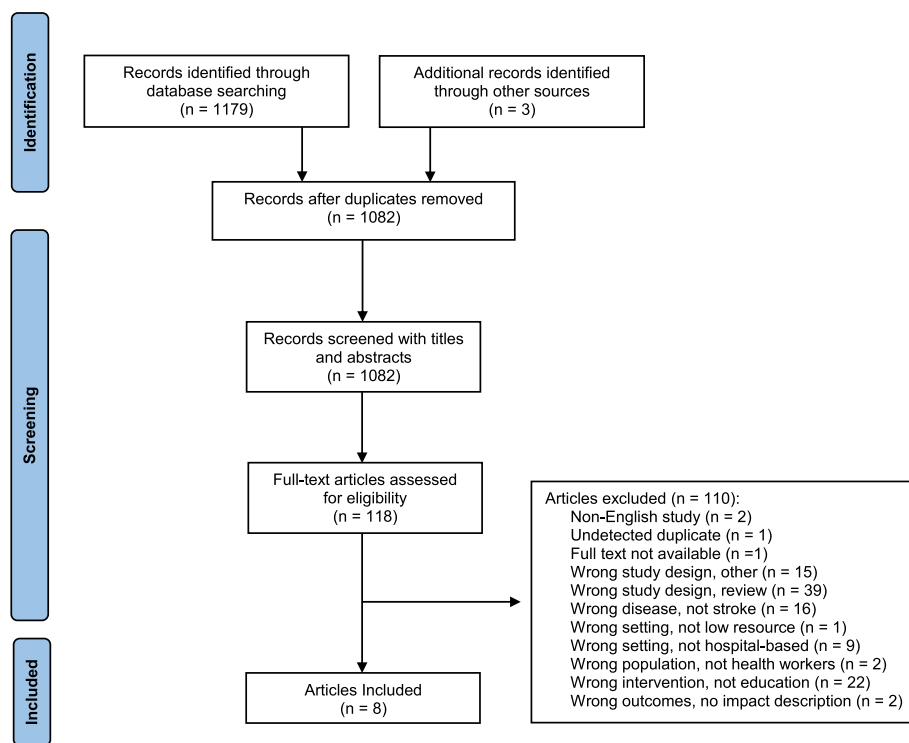 Identification
Records identified through
database searching
(n = 1179)
Additional records identified
through other sources
(n = 3)
Records after duplicates removed
(n = 1082)
Screening
Records screened with titles
and abstracts
(n = 1082)
Full-text articles assessed
for eligibility
(n = 118)
Articles excluded (n = 110):
Non-English study (n = 2)
Undetected duplicate (n = 1)
Full text not available (n =1)
Wrong study design, other (n = 15)
Wrong study design, review (n = 39)
Wrong disease, not stroke (n = 16)
Wrong setting, not low resource (n = 1)
Wrong setting, not hospital-based (n = 9)
Wrong population, not health workers (n = 2)
Wrong intervention, not education (n = 22)
Wrong outcomes, no impact description (n = 2)
Included
Articles Included
(n = 8)